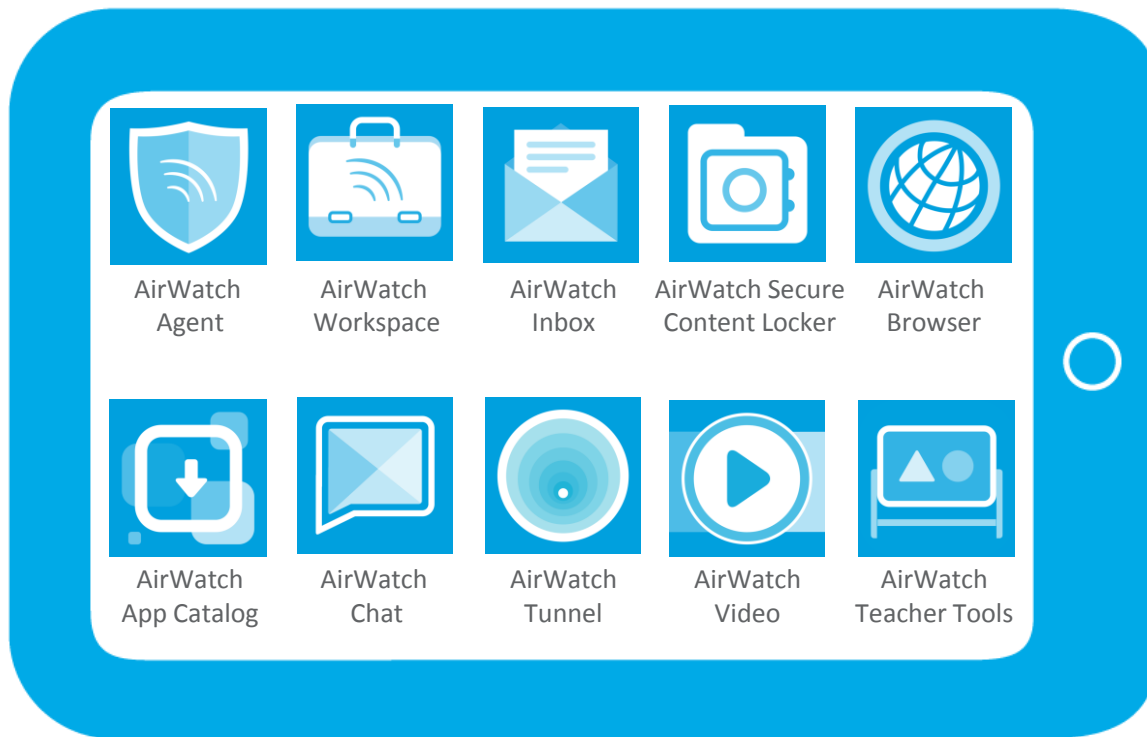 AirWatch
Agent
AirWatch
Workspace
AirWatch
Inbox
AirWatch Secure
Content Locker
AirWatch
Browser
AirWatch
App Catalog
AirWatch
Chat
AirWatch
Tunnel
AirWatch
Video
AirWatch
Teacher Tools